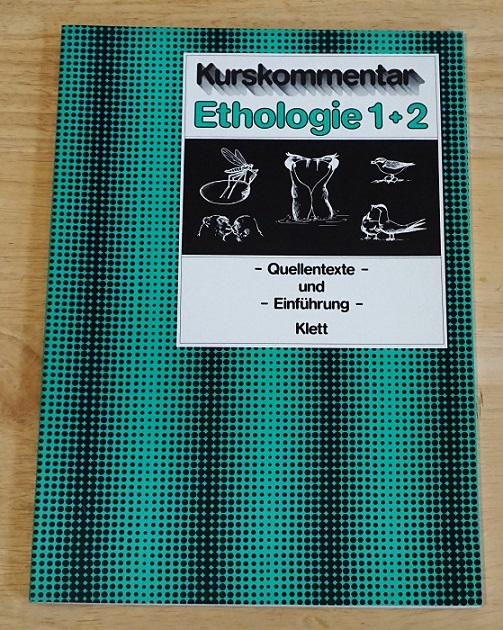 Kurskommentar
Ethologie 1+2
- Quellentexte -
und
- Einführung -
Klett